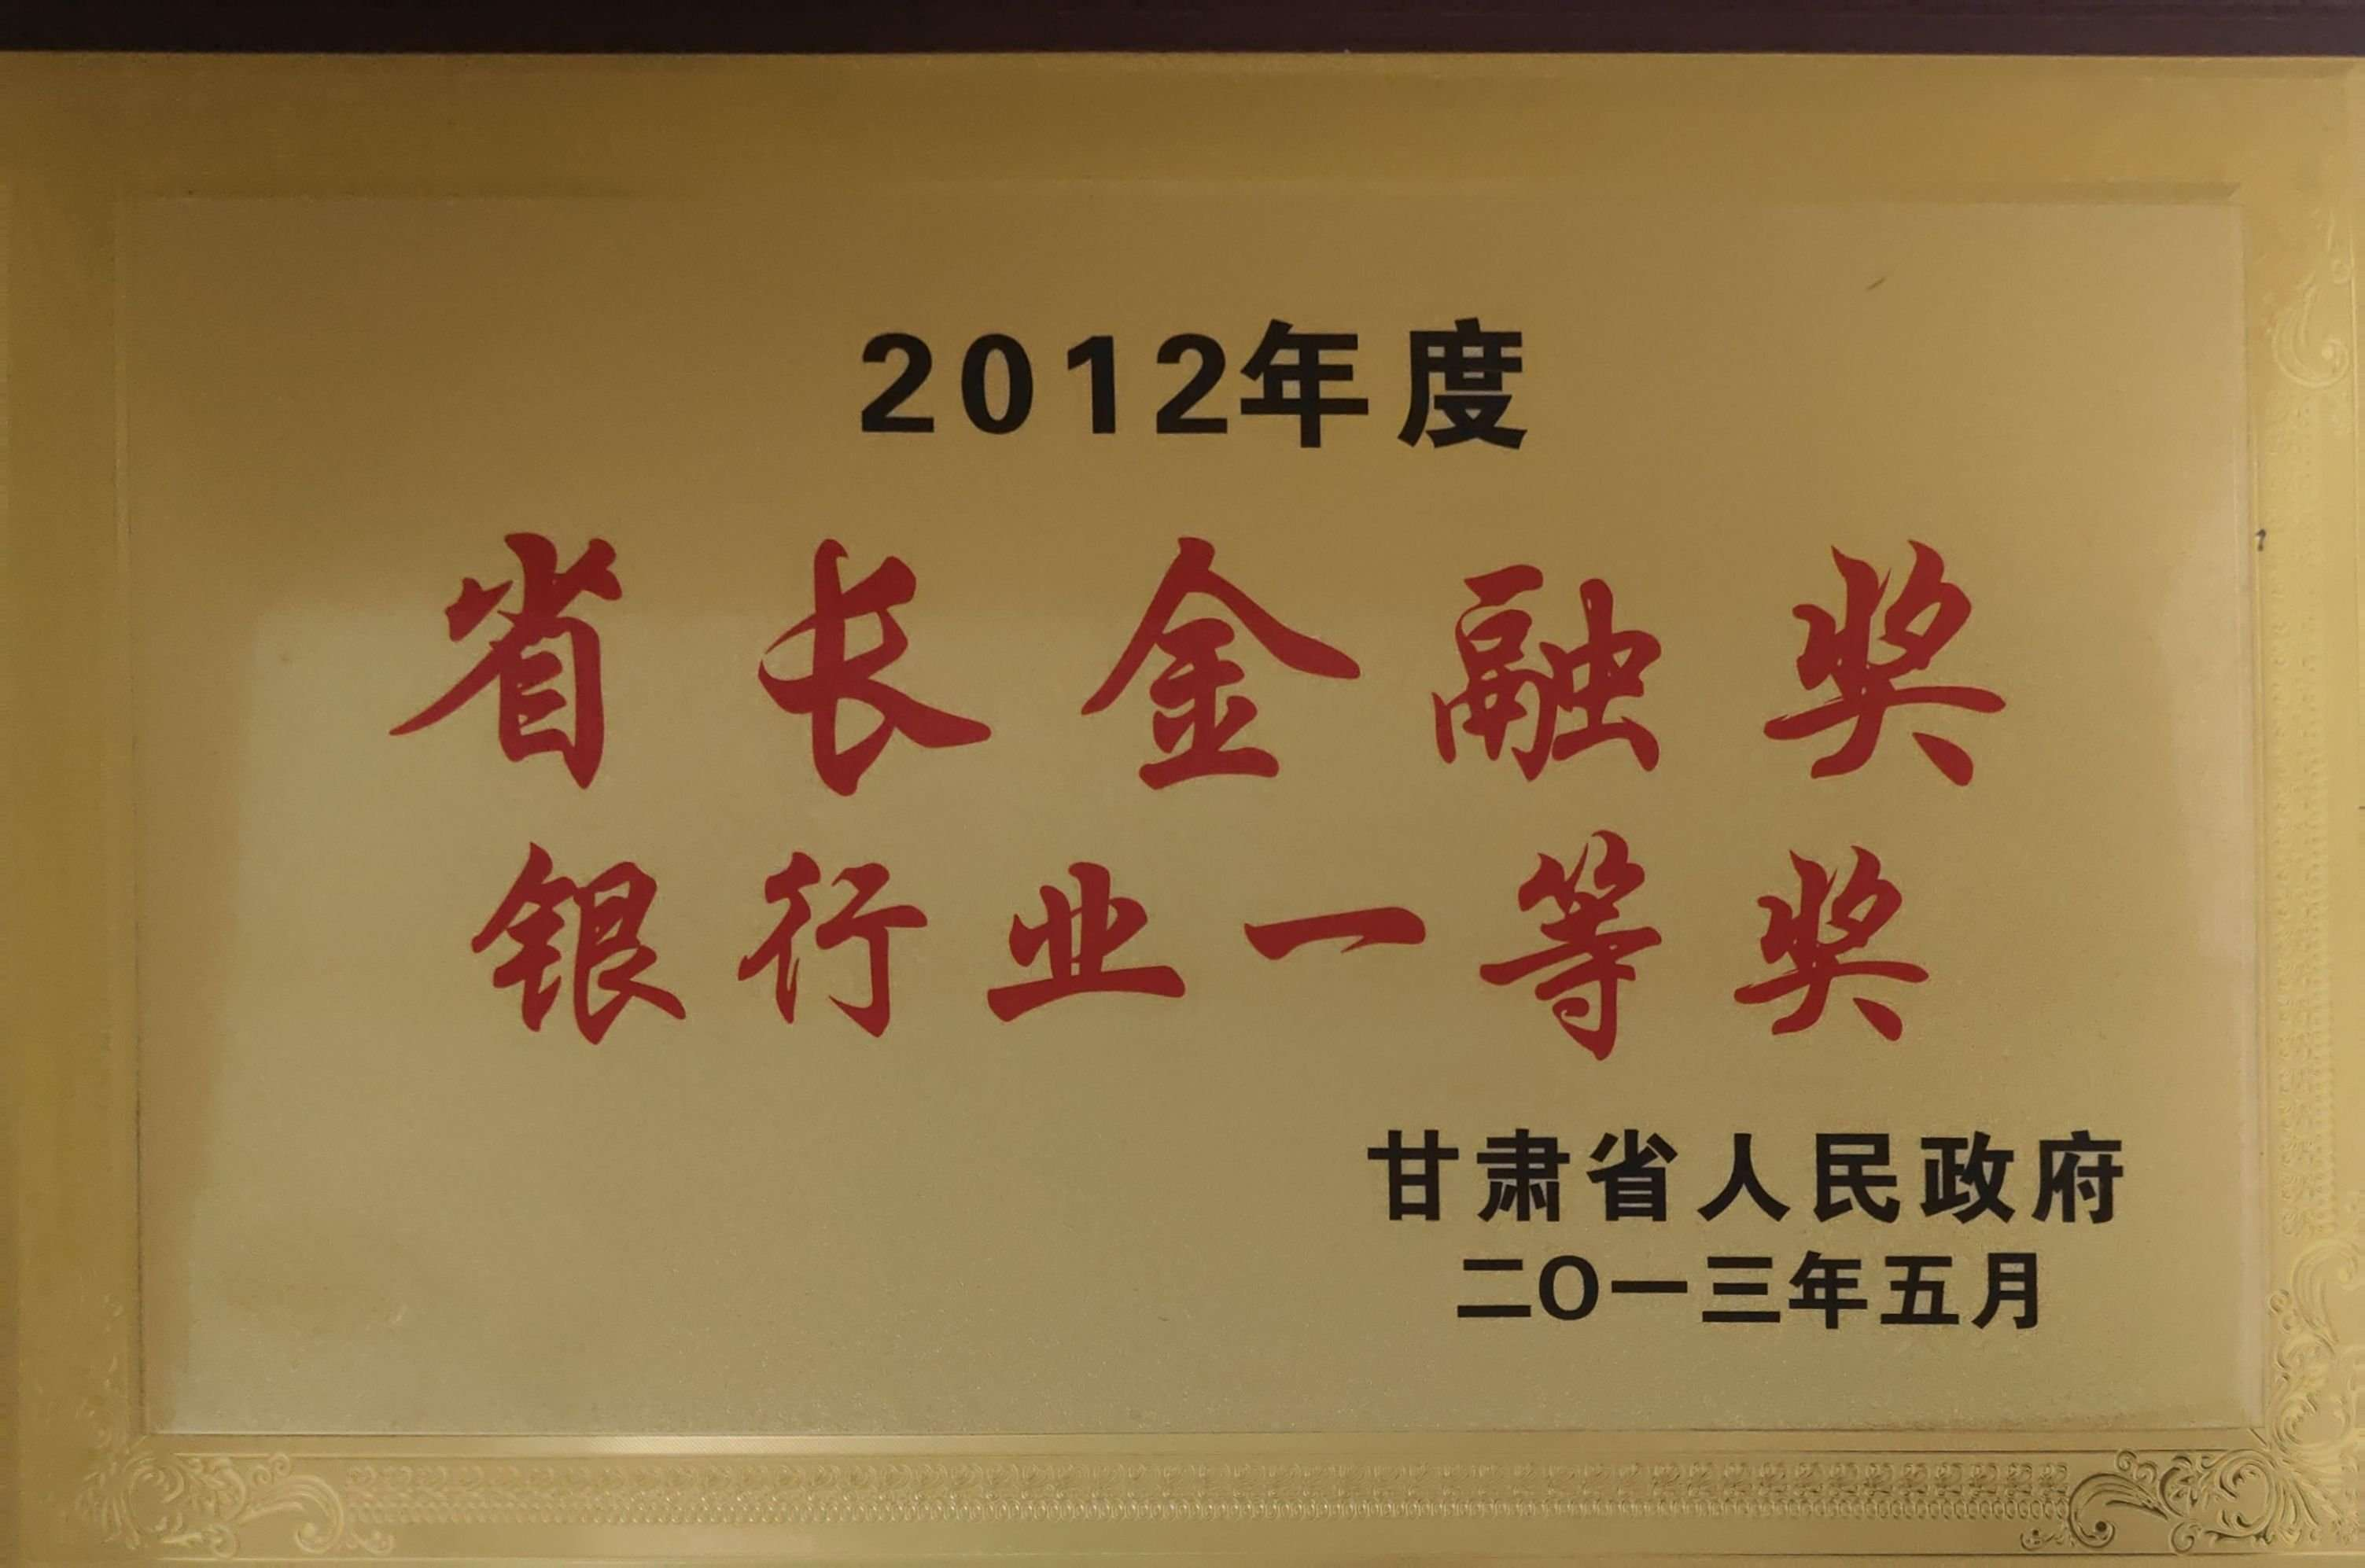 2012年度
省长金融奖
银行业一等奖
甘肃省人民政府
二〇一三年五月